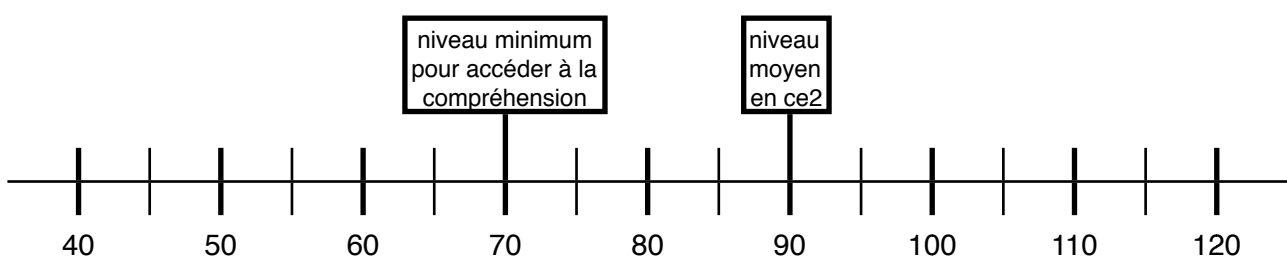 niveau minimum
pour accéder à la
compréhension
niveau
moyen
en ce2
40 50 60 70 80 90 100 110 120